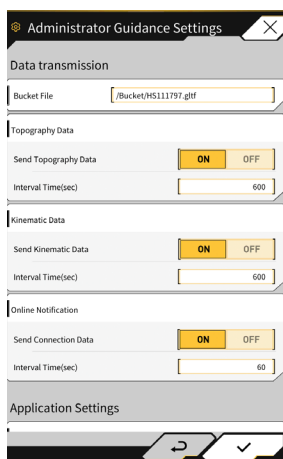 Administrator Guidance Settings
Data transmission
Bucket File /Bucket/HS111797.gltf
Topography Data
Send Topography Data ON OFF
Interval Time(sec) 600
Kinematic Data
Send Kinematic Data ON OFF
Interval Time(sec) 600
Online Notification
Send Connection Data ON OFF
Interval Time(sec) 60
Application Settings